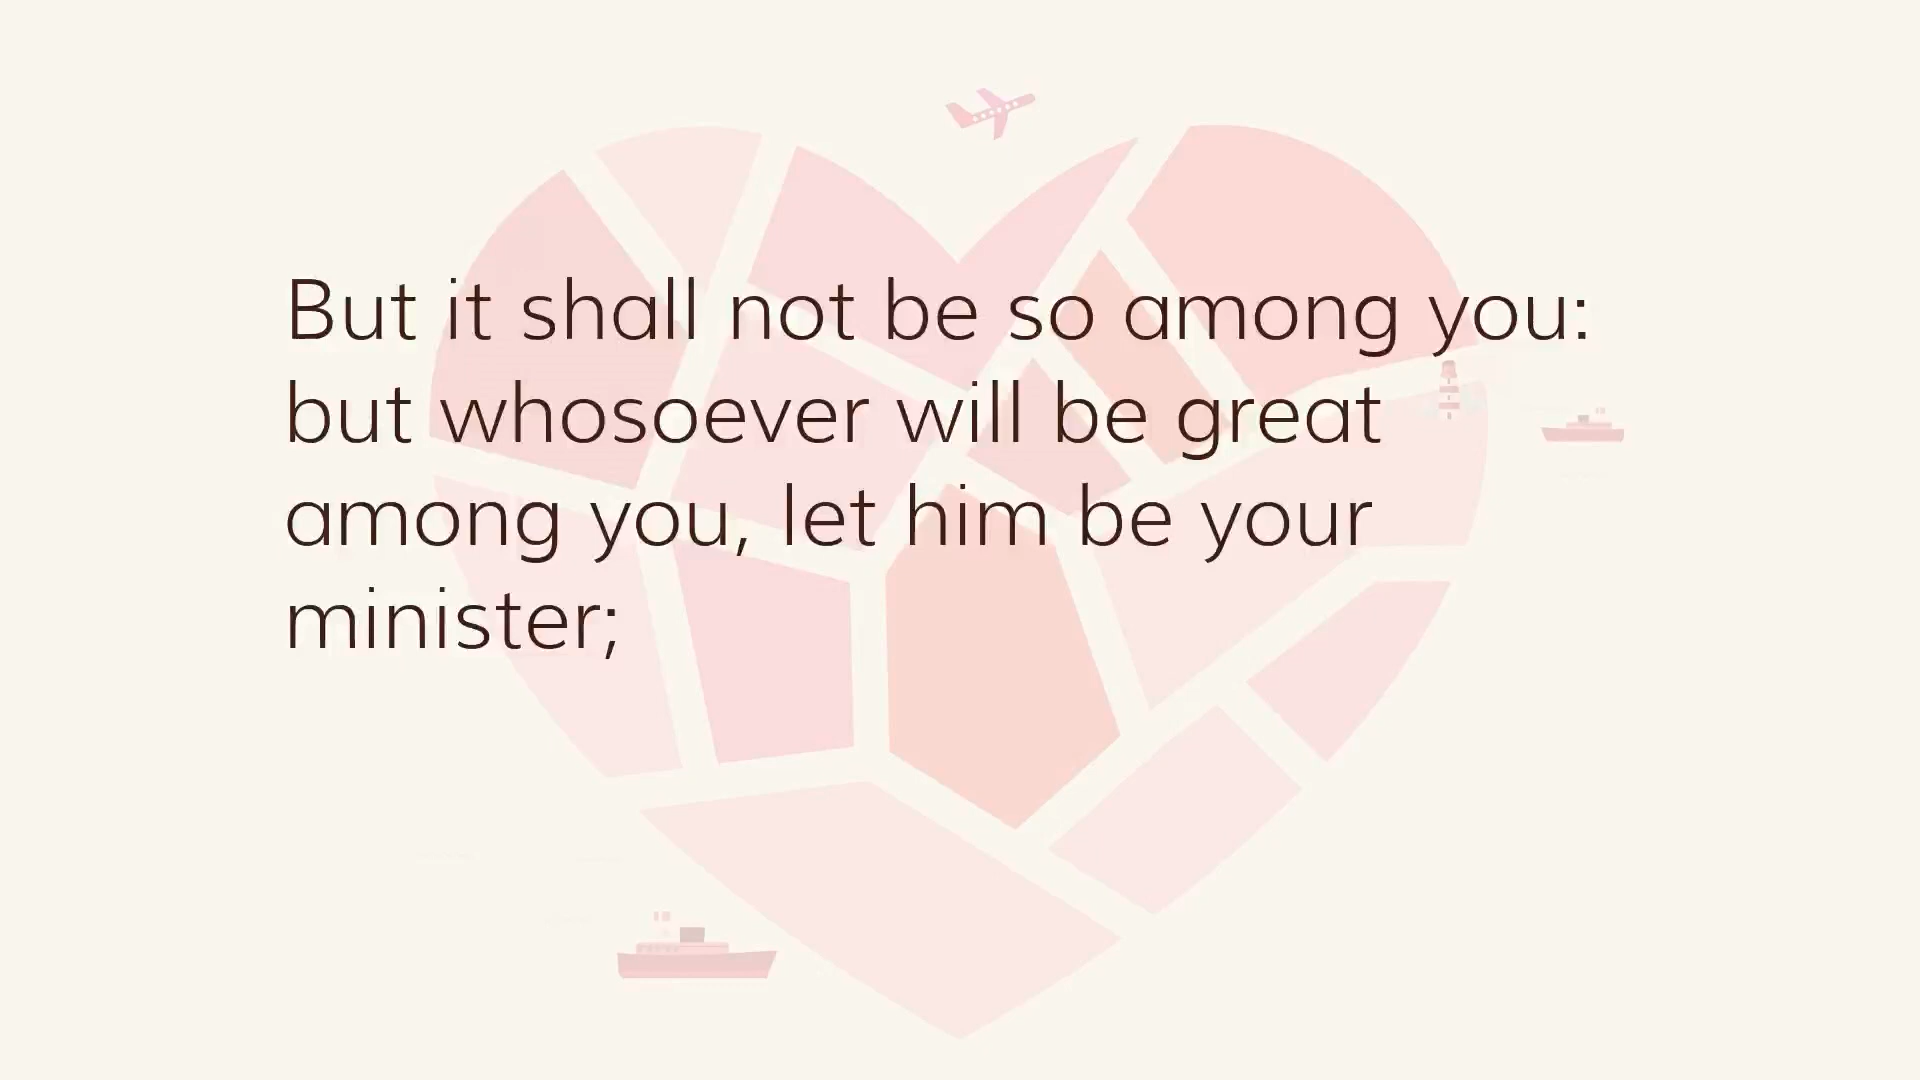 But it shall not be so among you:
but whosoever will be great
among you, let him be your
minister;